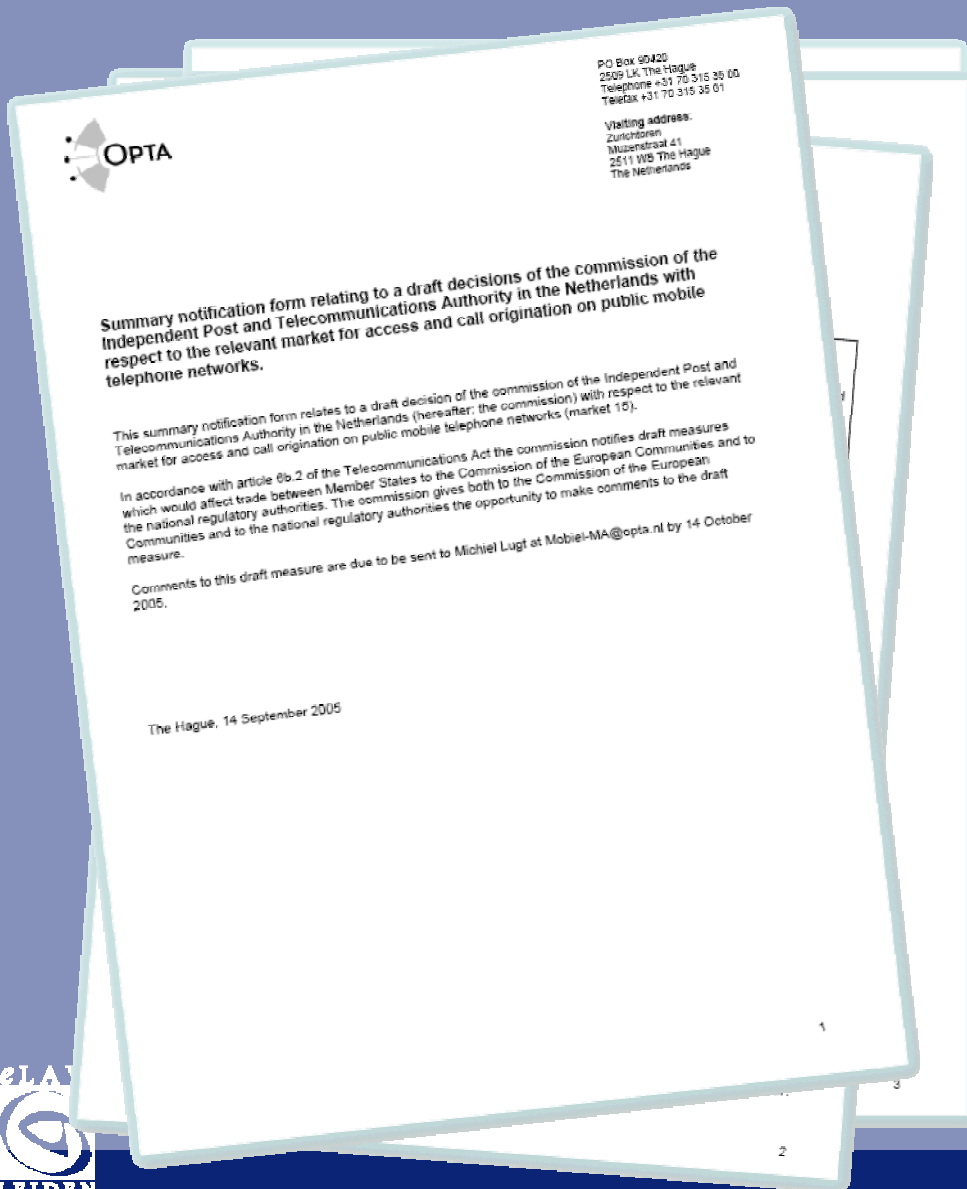 PO Box 90420
2509 LK The Hague
Telephone +31 70 315 35 00
Telefax +31 70 315 35 01
Visiting address:
Zurichtoren
Muzenstraat 41
2511 WB The Hague
The Netherlands
OPTA
Summary notification form relating to a draft decisions of the commission of the
Independent Post and Telecommunications Authority in the Netherlands with
respect to the relevant market for access and call origination on public mobile
telephone networks.
This summary notification form relates to a draft decision of the commission of the Independent Post and
Telecommunications Authority in the Netherlands (hereafter: the commission) with respect to the relevant
market for access and call origination on public mobile telephone networks (market 15).
In accordance with article 6b.2 of the Telecommunications Act the commission notifies draft measures
which would affect trade between Member States to the Commission of the European Communities and to
the national regulatory authorities. The commission gives both to the Commission of the European
Communities and to the national regulatory authorities the opportunity to make comments to the draft
measure.
Comments to this draft measure are due to be sent to Michiel Lugt at Mobiel-MA@opta.nl by 14 October
2005.
The Hague, 14 September 2005
1
3
2
eLAW
LEIDEN